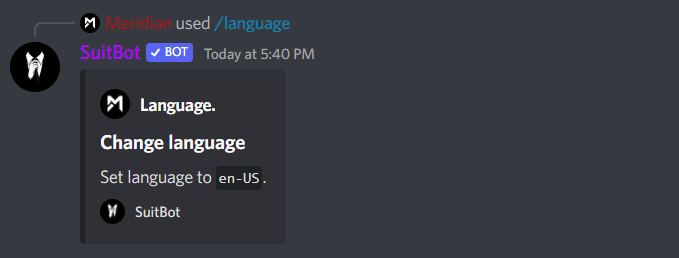 Meridian used /language
SuitBot BOT Today at 5:40 PM
Language.
Change language
Set language to en-US.
SuitBot